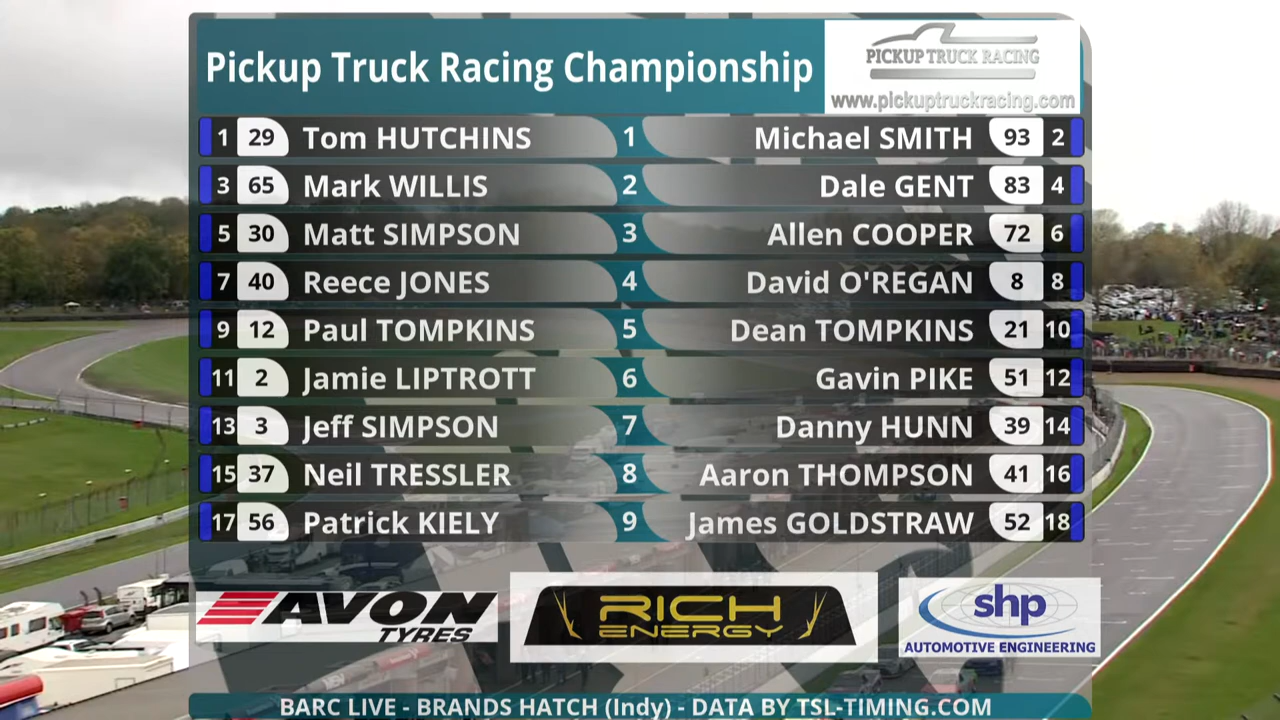 Pickup Truck Racing Championship
PICKUP TRUCK RACING
www.pickuptruckracing.com
1 29 Tom HUTCHINS 1 Michael SMITH 93 2
3 65 Mark WILLIS 2 Dale GENT 83 4
5 30 Matt SIMPSON 3 Allen COOPER 72 6
7 40 Reece JONES 4 David O'REGAN 8 8
9 12 Paul TOMPKINS 5 Dean TOMPKINS 21 10
11 2 Jamie LIPTROTT 6 Gavin PIKE 51 12
13 3 Jeff SIMPSON 7 Danny HUNN 39 14
15 37 Neil TRESSLER 8 Aaron THOMPSON 41 16
17 56 Patrick KIELY 9 James GOLDSTRAW 52 18
AVON
TYRES
RICH
ENERGY
shp
AUTOMOTIVE ENGINEERING
BARC LIVE - BRANDS HATCH (Indy) - DATA BY TSL-TIMING.COM